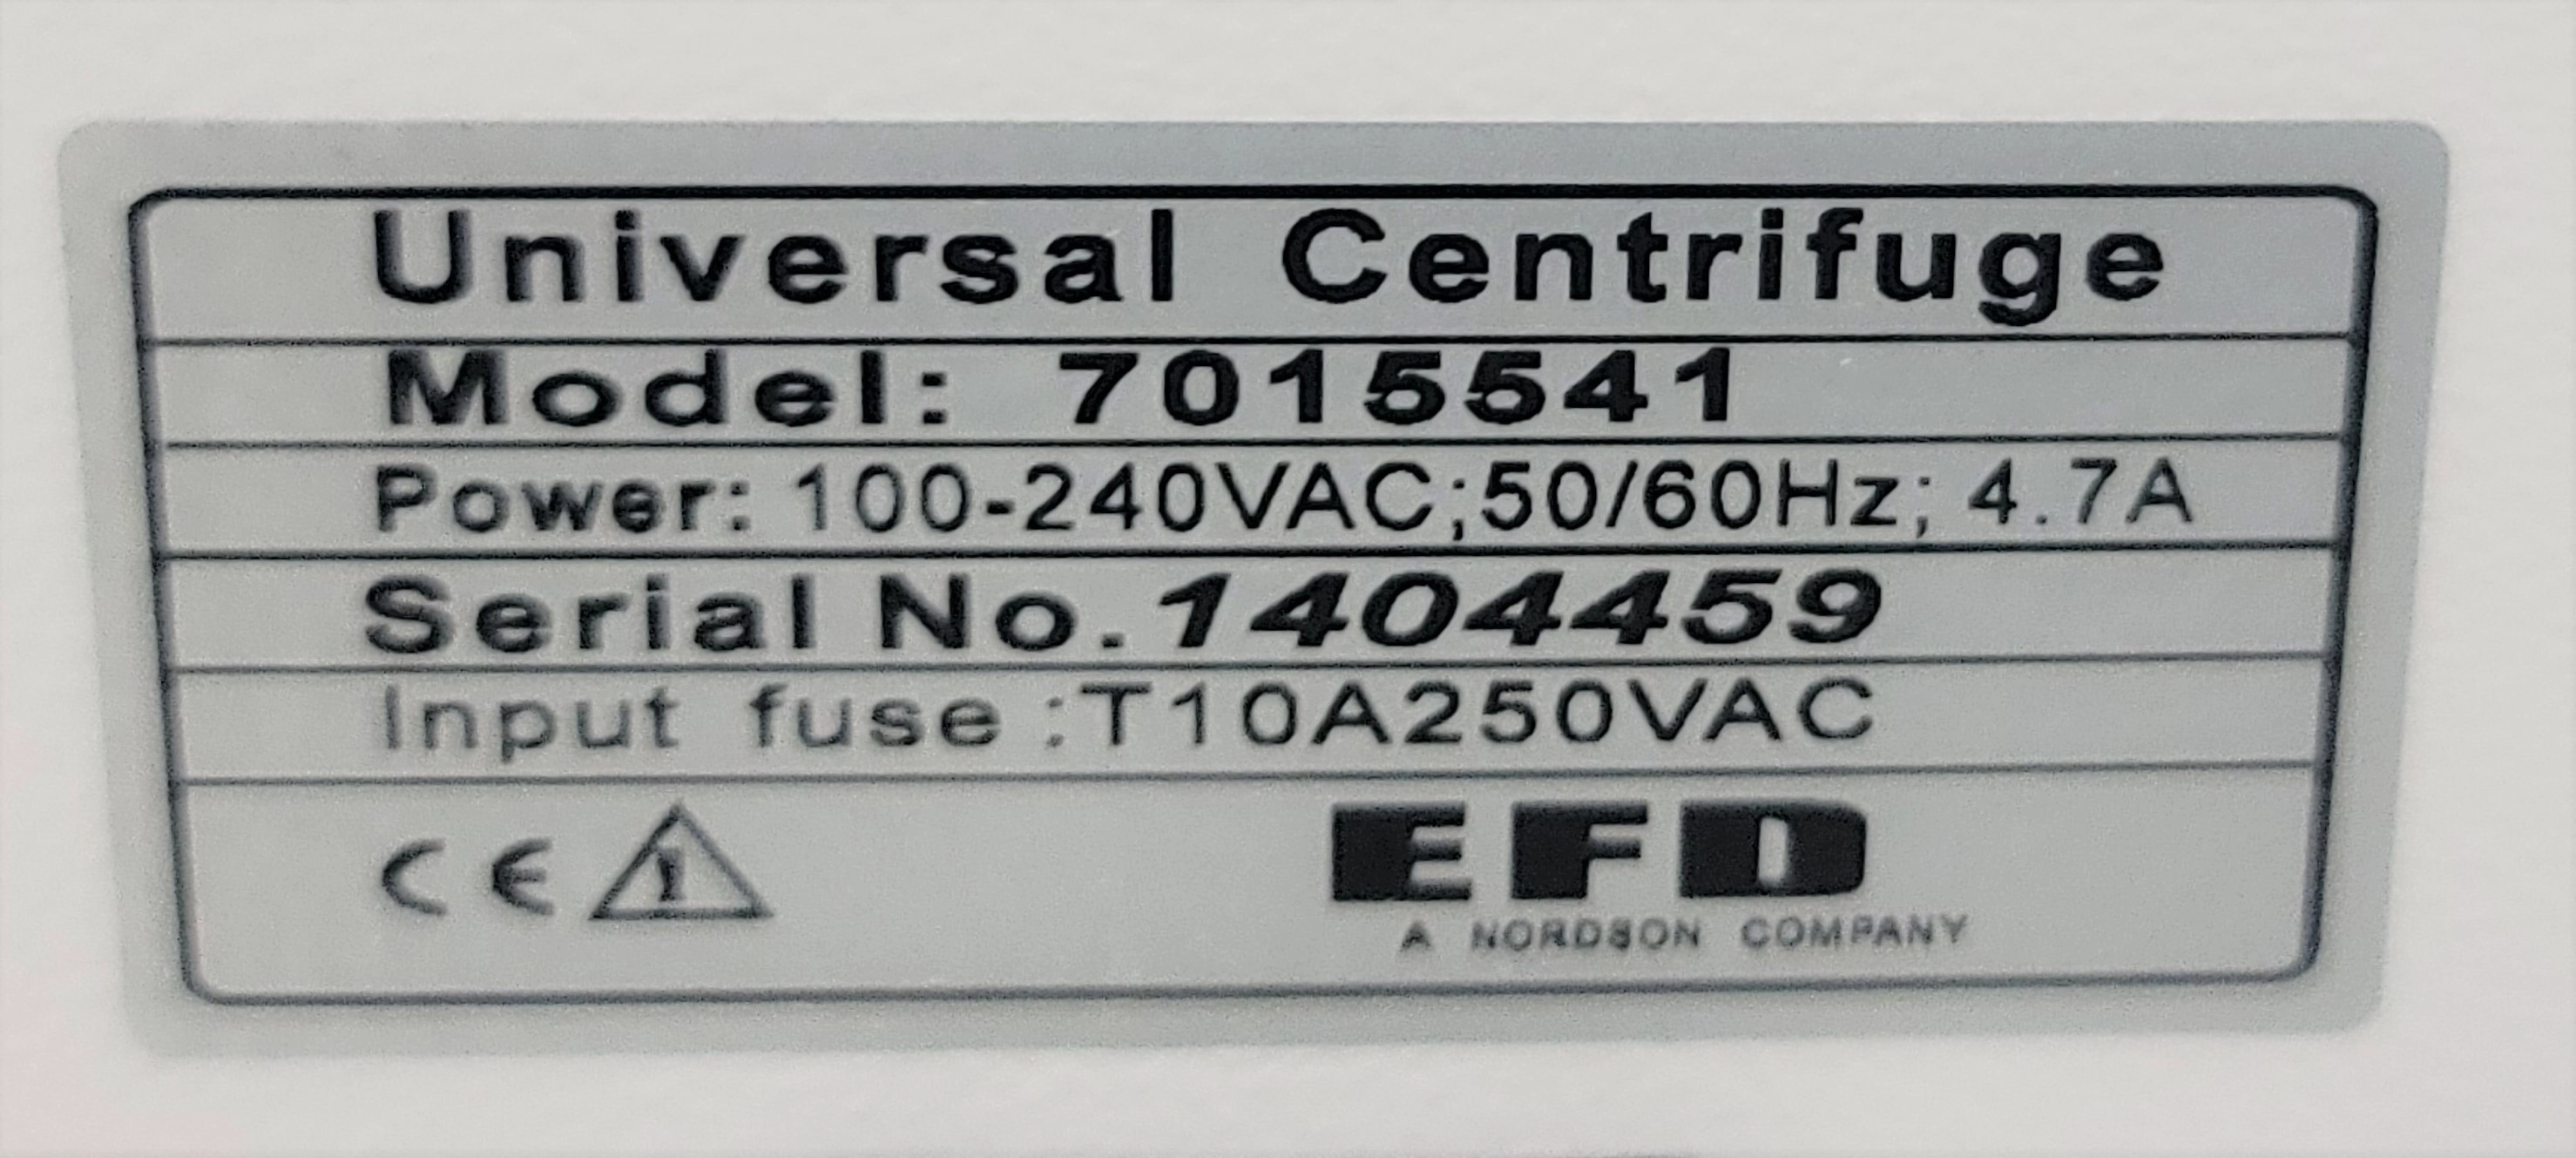 Universal Centrifuge
Model: 7015541
Power: 100-240VAC;50/60Hz; 4.7A
Serial No. 1404459
Input fuse :T10A250VAC
CE
EFD
A NORDSON COMPANY